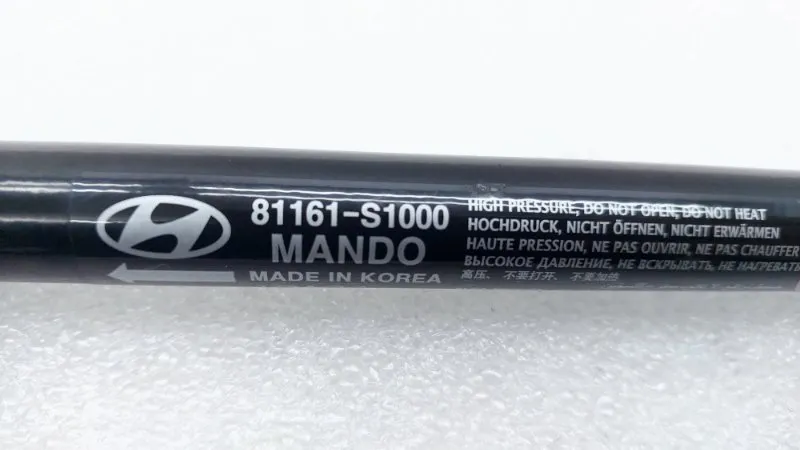 81161-S1000
MANDO
MADE IN KOREA
HIGH PRESSURE, DO NOT OPEN, DO NOT HEAT
HOCHDRUCK, NICHT ÖFFNEN, NICHT ERWÄRMEN
HAUTE PRESSION, NE PAS OUVRIR, NE PAS CHAUFFER
ВЫСОКОЕ ДАВЛЕНИЕ, НЕ ВСКРЫВАТЬ, НЕ НАГРЕВАТЬ
高压、不要打开、不要加热